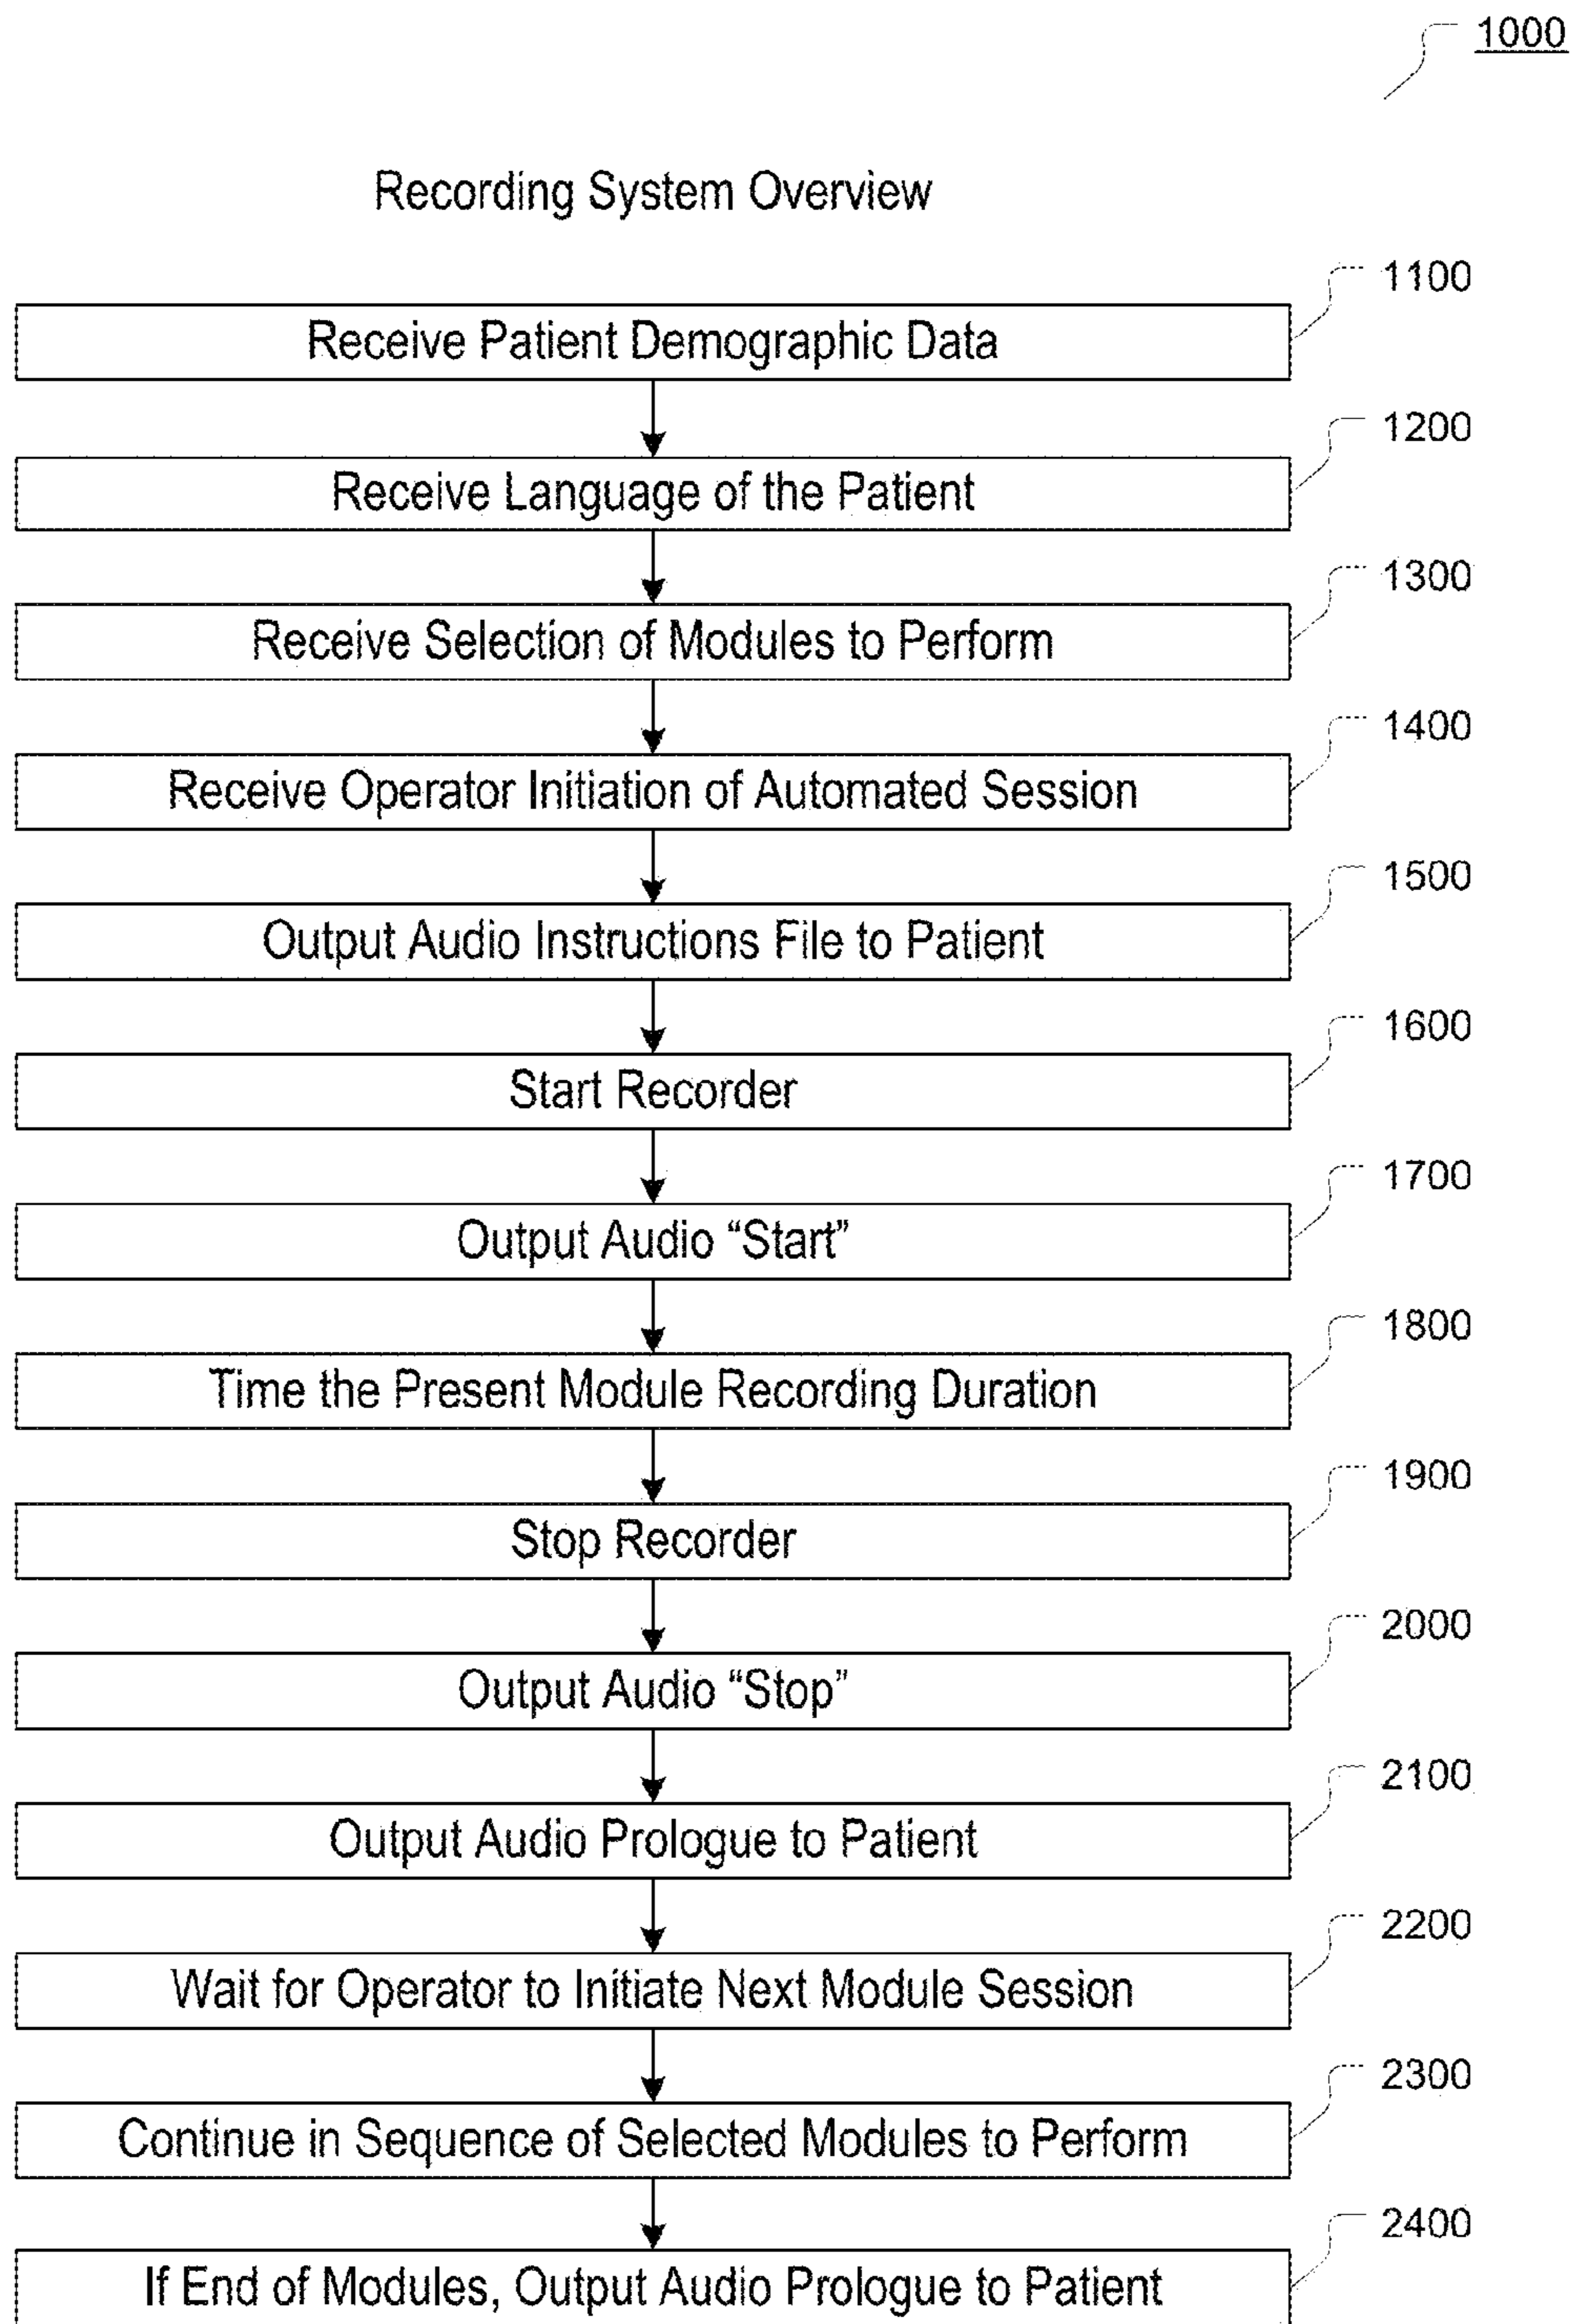 1000
Recording System Overview
1100
Receive Patient Demographic Data
1200
Receive Language of the Patient
1300
Receive Selection of Modules to Perform
1400
Receive Operator Initiation of Automated Session
1500
Output Audio Instructions File to Patient
1600
Start Recorder
1700
Output Audio “Start”
1800
Time the Present Module Recording Duration
1900
Stop Recorder
2000
Output Audio “Stop”
2100
Output Audio Prologue to Patient
2200
Wait for Operator to Initiate Next Module Session
2300
Continue in Sequence of Selected Modules to Perform
2400
If End of Modules, Output Audio Prologue to Patient